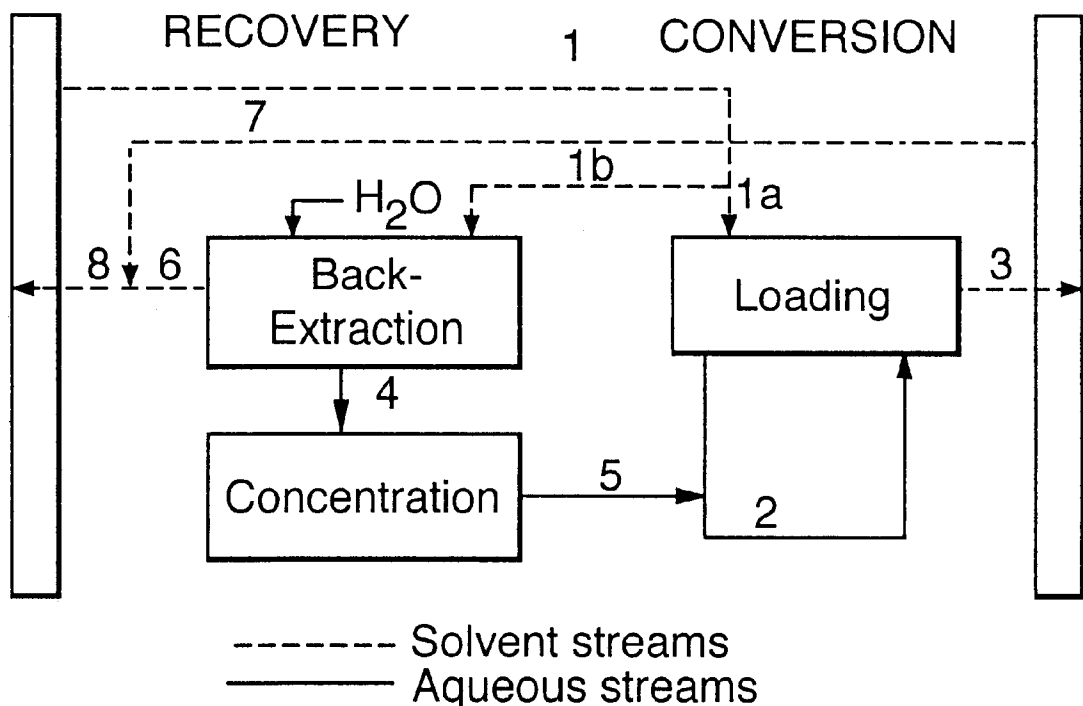 RECOVERY
CONVERSION
1
7
1b
1a
H₂O
8
6
Back-
Extraction
Loading
3
4
Concentration
5
2
Solvent streams
Aqueous streams